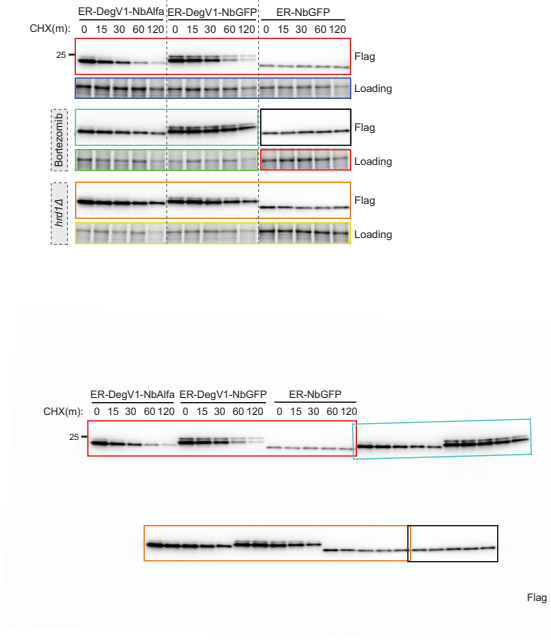 ER-DegV1-NbAlfa ER-DegV1-NbGFP ER-NbGFP
CHX(m): 0 15 30 60 120 0 15 30 60 120 0 15 30 60 120
25
Flag
Loading
Bortezomib
Flag
Loading
hrd1Δ
Flag
Loading
ER-DegV1-NbAlfa ER-DegV1-NbGFP ER-NbGFP
CHX(m): 0 15 30 60 120 0 15 30 60 120 0 15 30 60 120
25
Flag